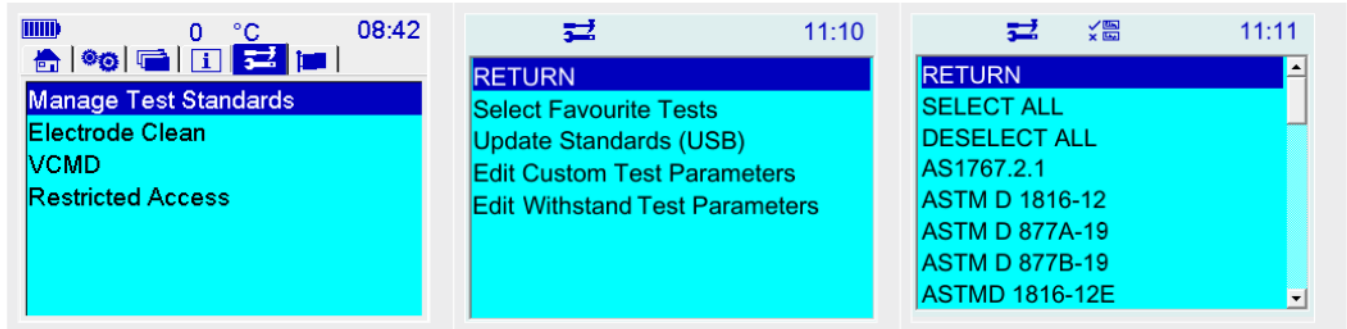 0 °C 08:42
Manage Test Standards
Electrode Clean
VCMD
Restricted Access
11:10
RETURN
Select Favourite Tests
Update Standards (USB)
Edit Custom Test Parameters
Edit Withstand Test Parameters
11:11
RETURN
SELECT ALL
DESELECT ALL
AS1767.2.1
ASTM D 1816-12
ASTM D 877A-19
ASTM D 877B-19
ASTMD 1816-12E